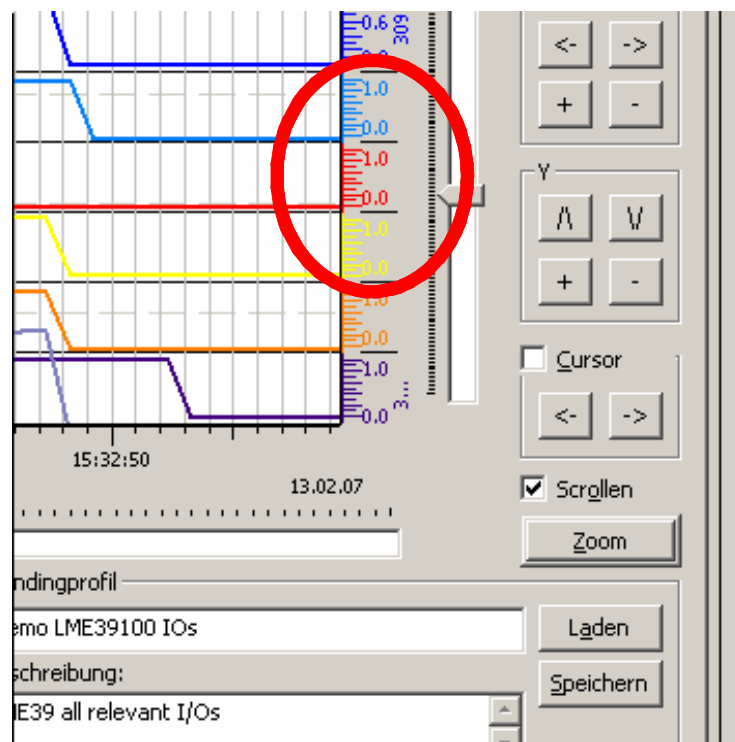 0.6
309
1.0
0.0
1.0
0.0
1.0
0.0
1.0
0.0
1.0
0.0
3...
15:32:50
13.02.07
<- ->
+ -
Y
/\ \/
+ -
Cursor
<- ->
Scrollen
Zoom
ndingprofil
emo LME39100 IOs
Laden
schreibung:
Speichern
IE39 all relevant I/Os